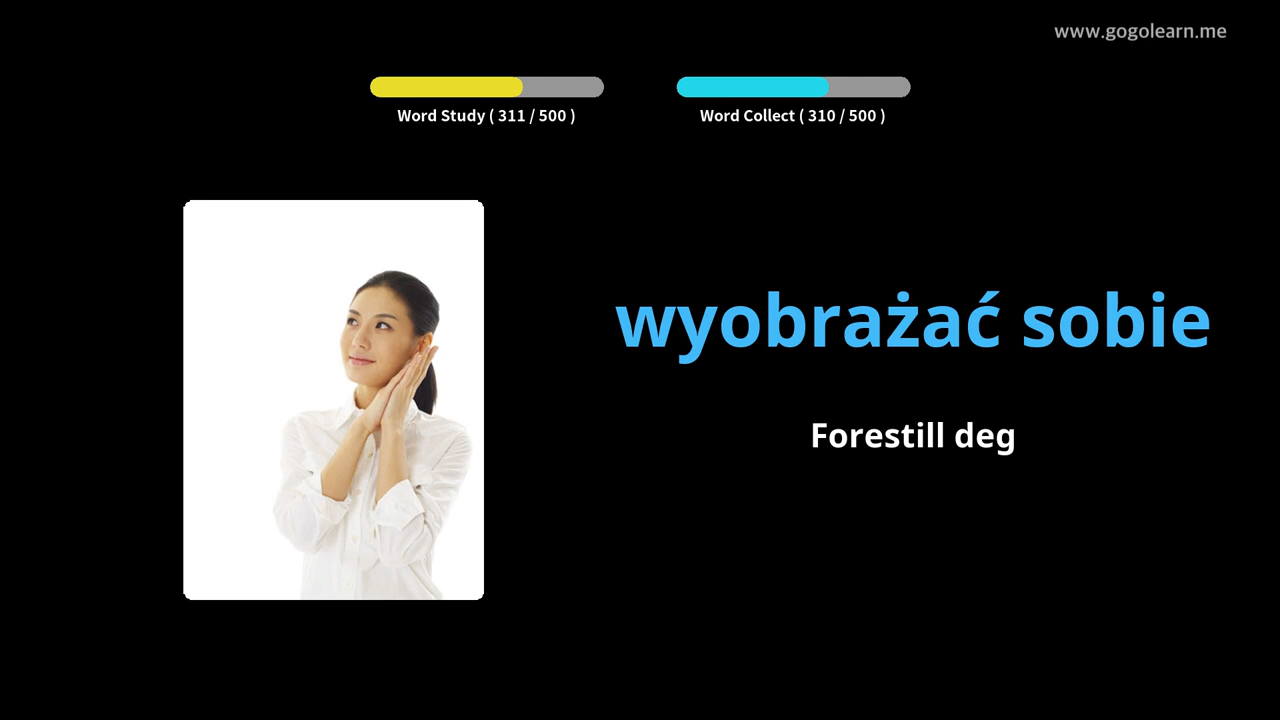 www.gogolearn.me
Word Study ( 311 / 500 )
Word Collect ( 310 / 500 )
wyobrażać sobie
Forestill deg